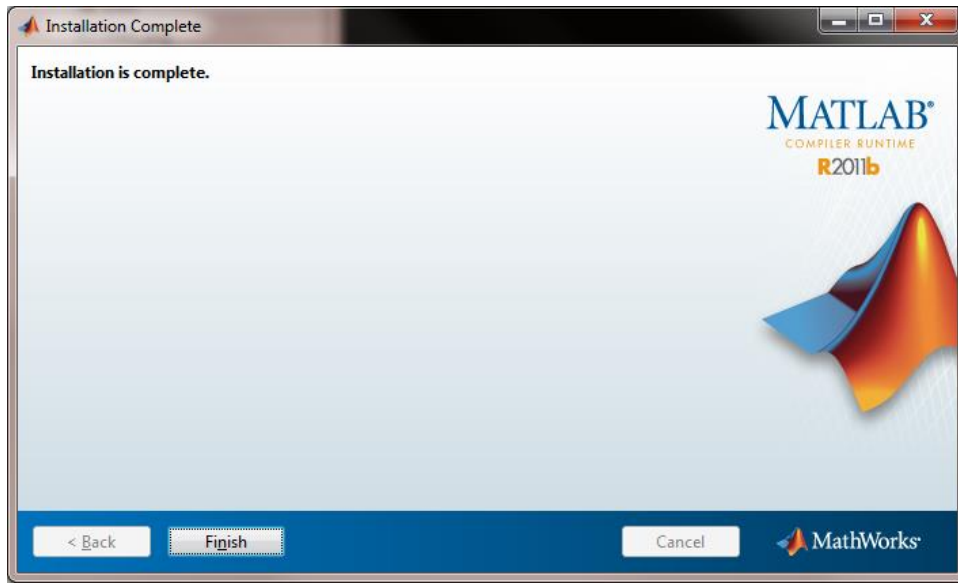 Installation Complete
Installation is complete.
MATLAB®
COMPILER RUNTIME
R2011b
< Back
Finish
Cancel
MathWorks®